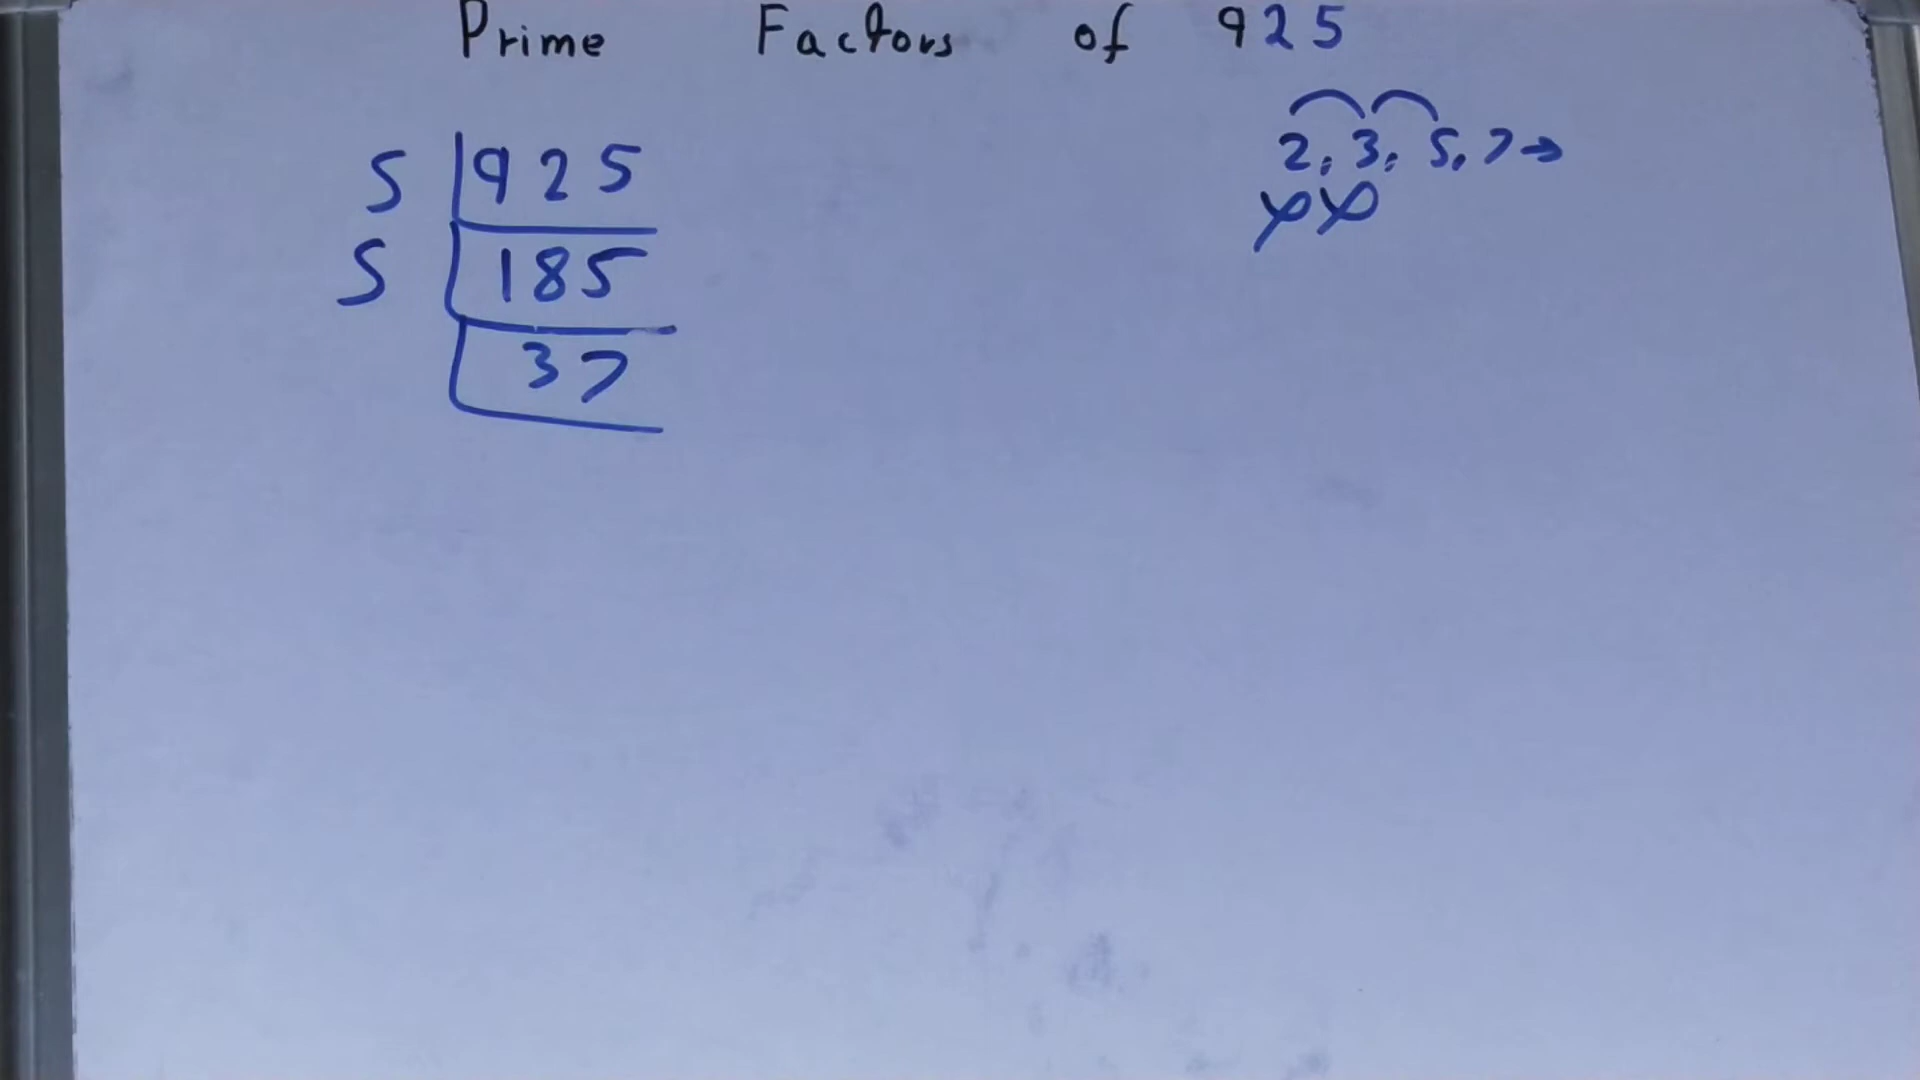 Prime Factors of 925
2, 3, 5, 7→
5 | 925
5 | 185
37